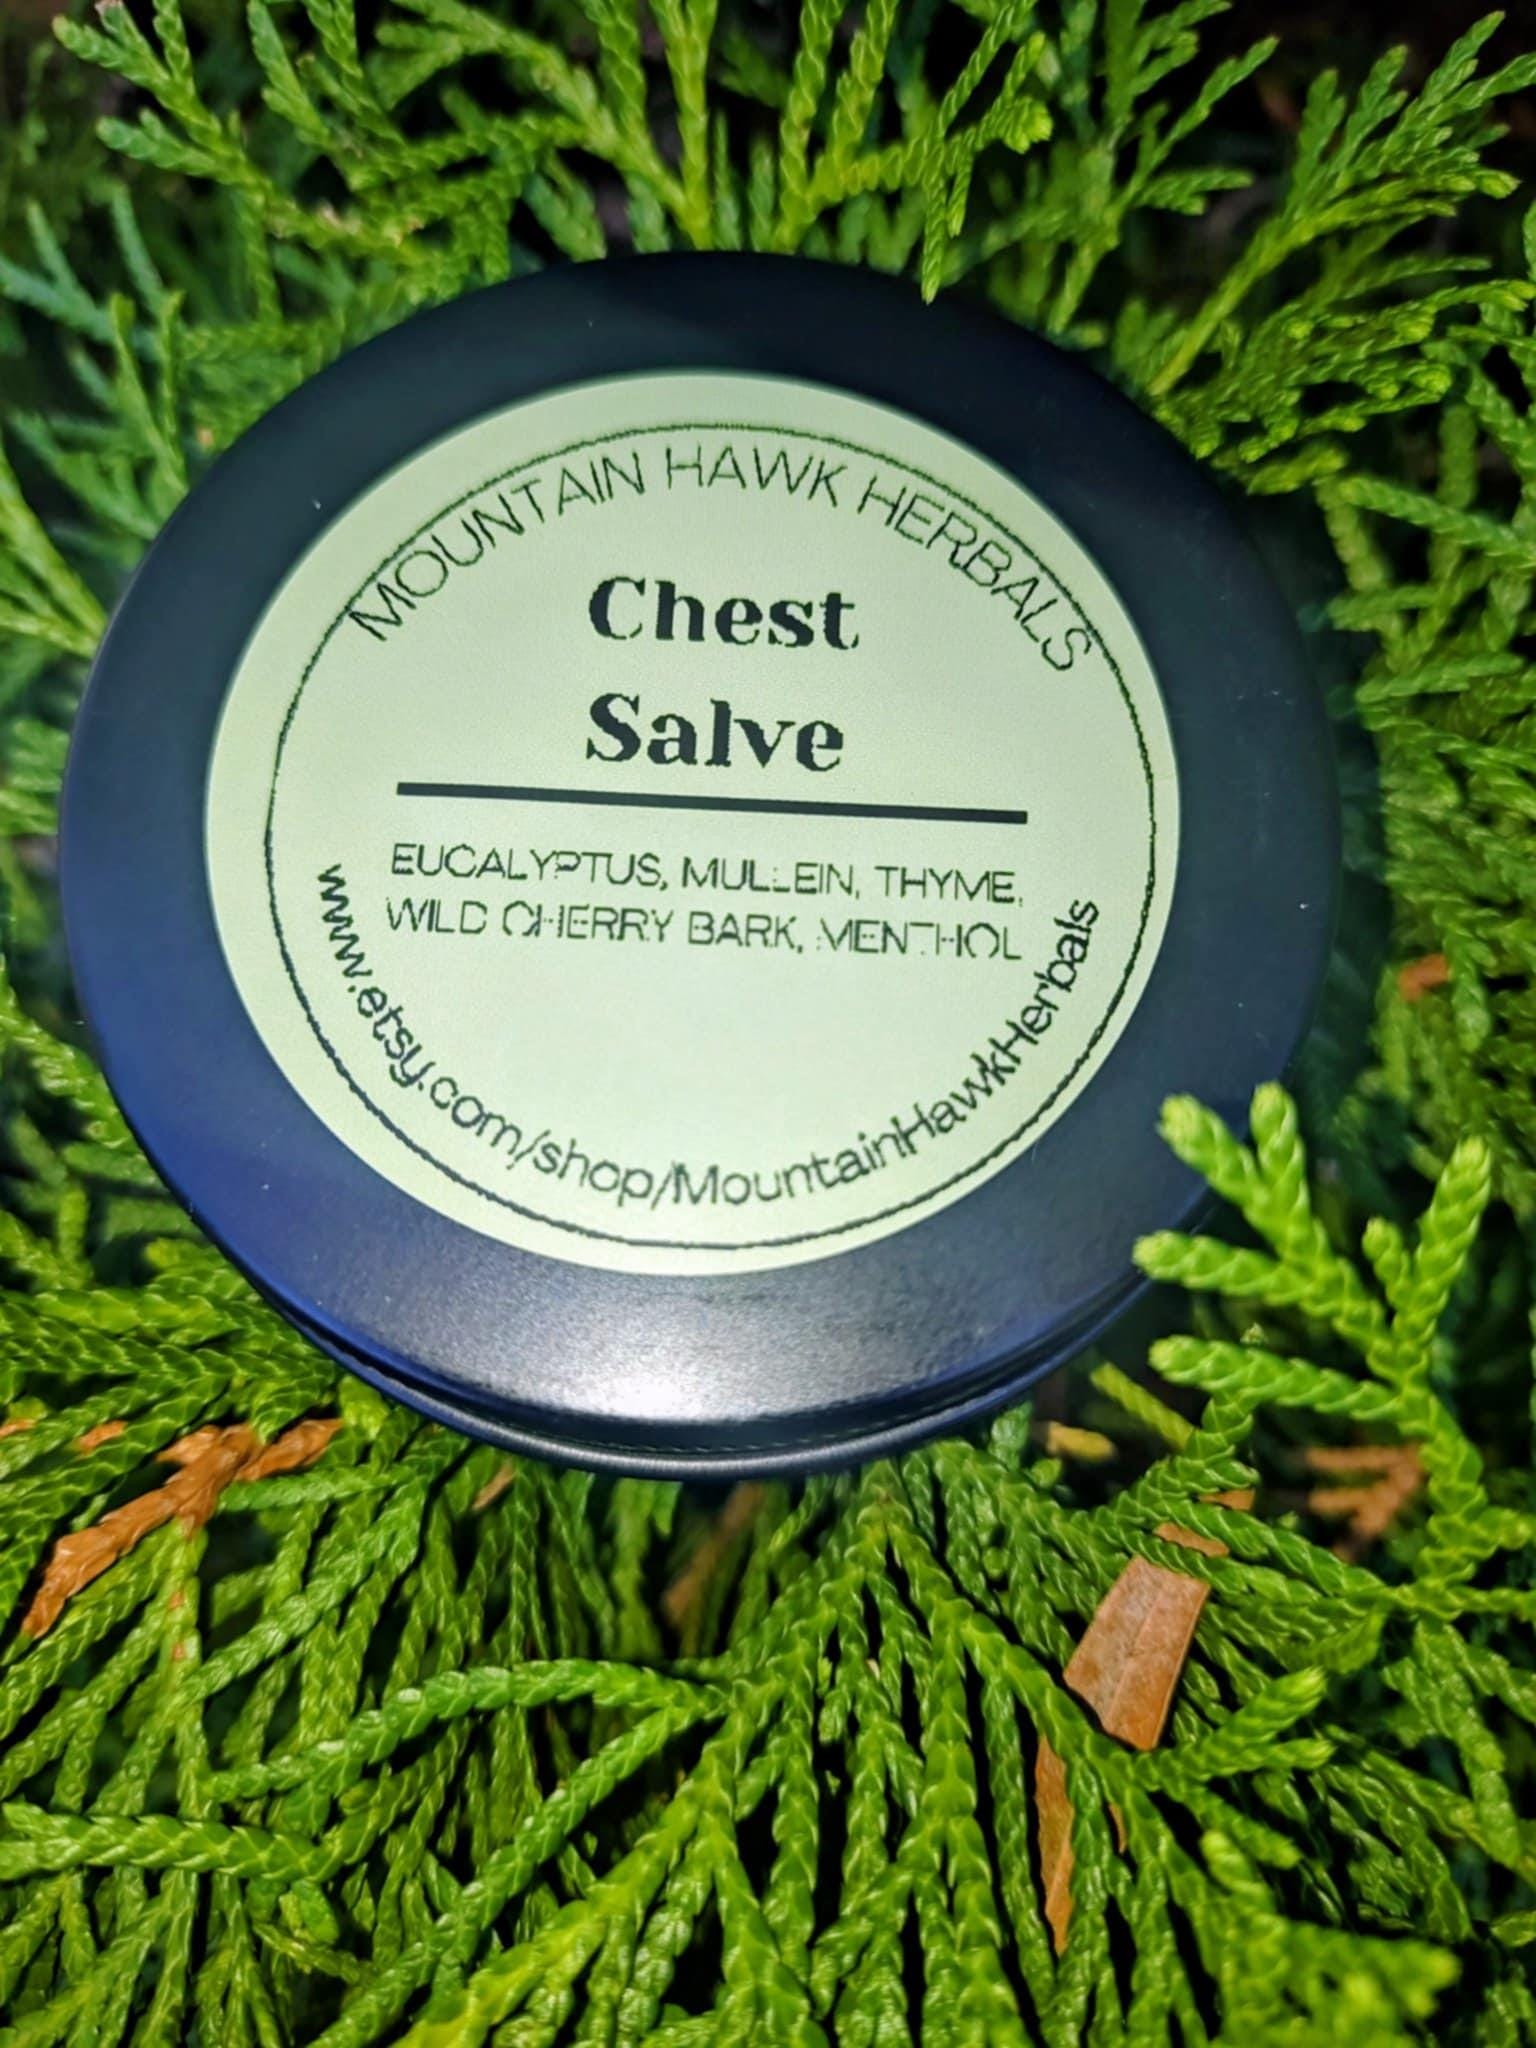 MOUNTAIN HAWK HERBALS
Chest
Salve
EUCALYPTUS, MULLEIN, THYME,
WILD CHERRY BARK, MENTHOL
www.etsy.com/shop/MountainHawkHerbals